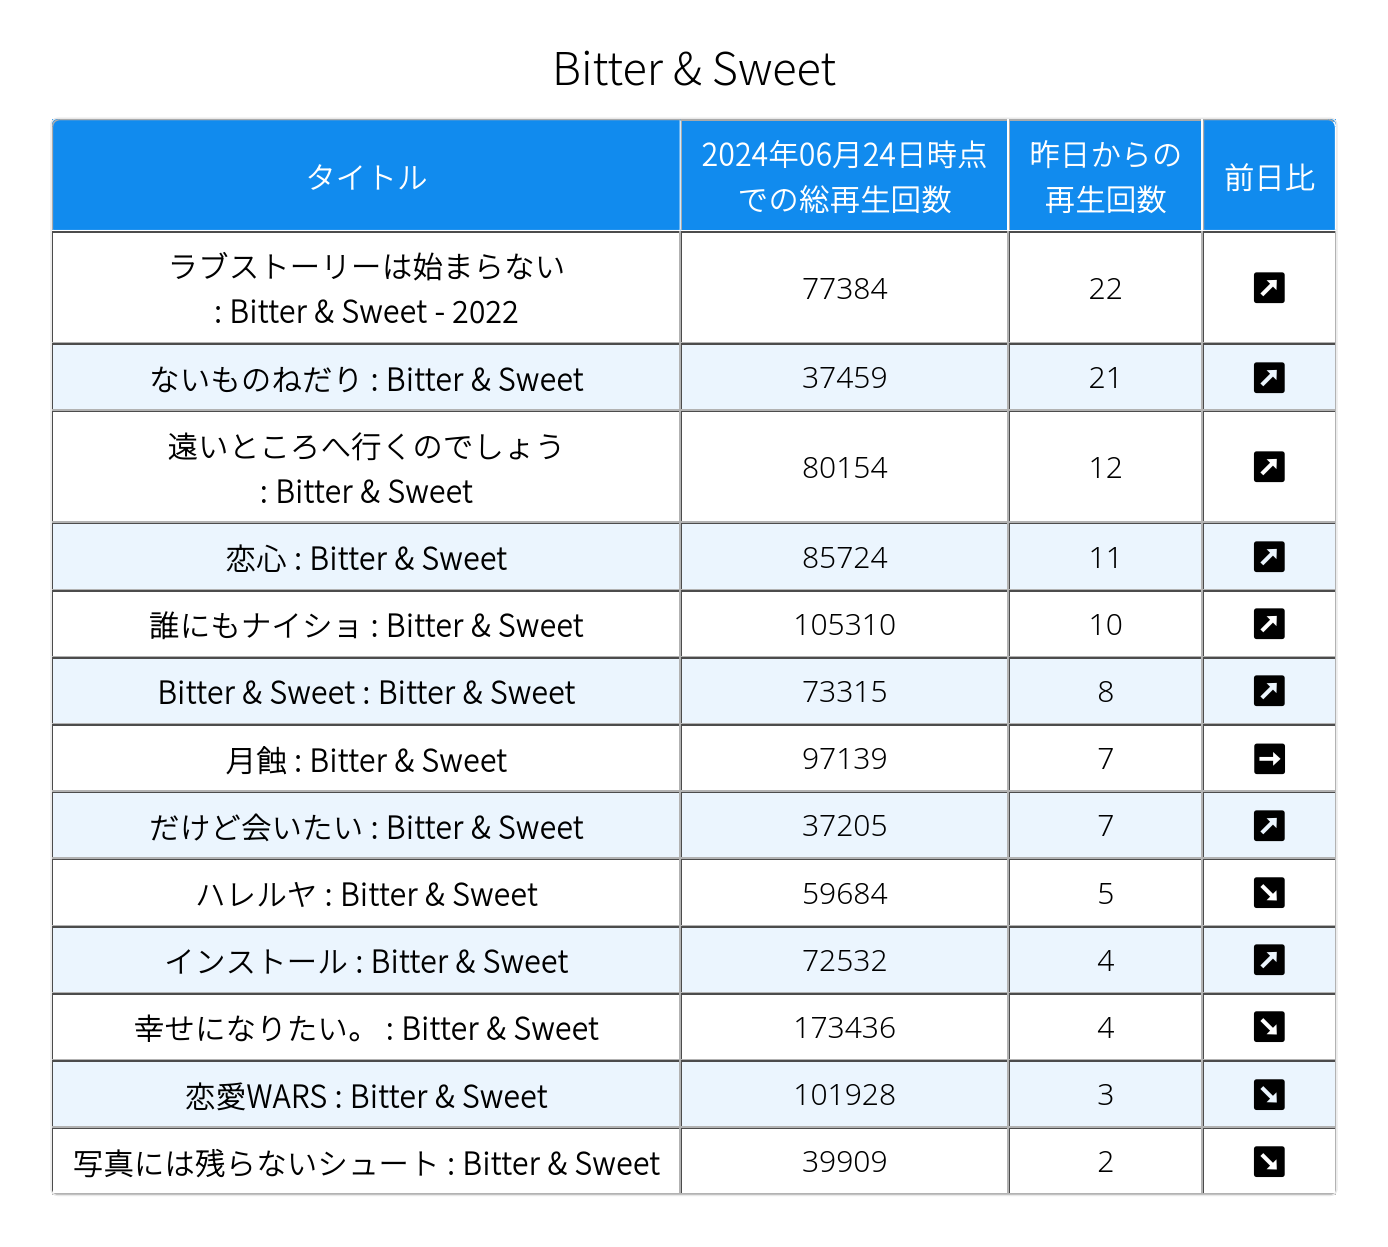 Bitter & Sweet
タイトル
2024年06月24日時点
での総再生回数
昨日からの
再生回数
前日比
ラブストーリーは始まらない
: Bitter & Sweet - 2022
77384
22
ないものねだり : Bitter & Sweet
37459
21
遠いところへ行くのでしょう
: Bitter & Sweet
80154
12
恋心 : Bitter & Sweet
85724
11
誰にもナイショ : Bitter & Sweet
105310
10
Bitter & Sweet : Bitter & Sweet
73315
8
月蝕 : Bitter & Sweet
97139
7
だけど会いたい : Bitter & Sweet
37205
7
ハレルヤ : Bitter & Sweet
59684
5
インストール : Bitter & Sweet
72532
4
幸せになりたい。 : Bitter & Sweet
173436
4
恋愛WARS : Bitter & Sweet
101928
3
写真には残らないシュート : Bitter & Sweet
39909
2